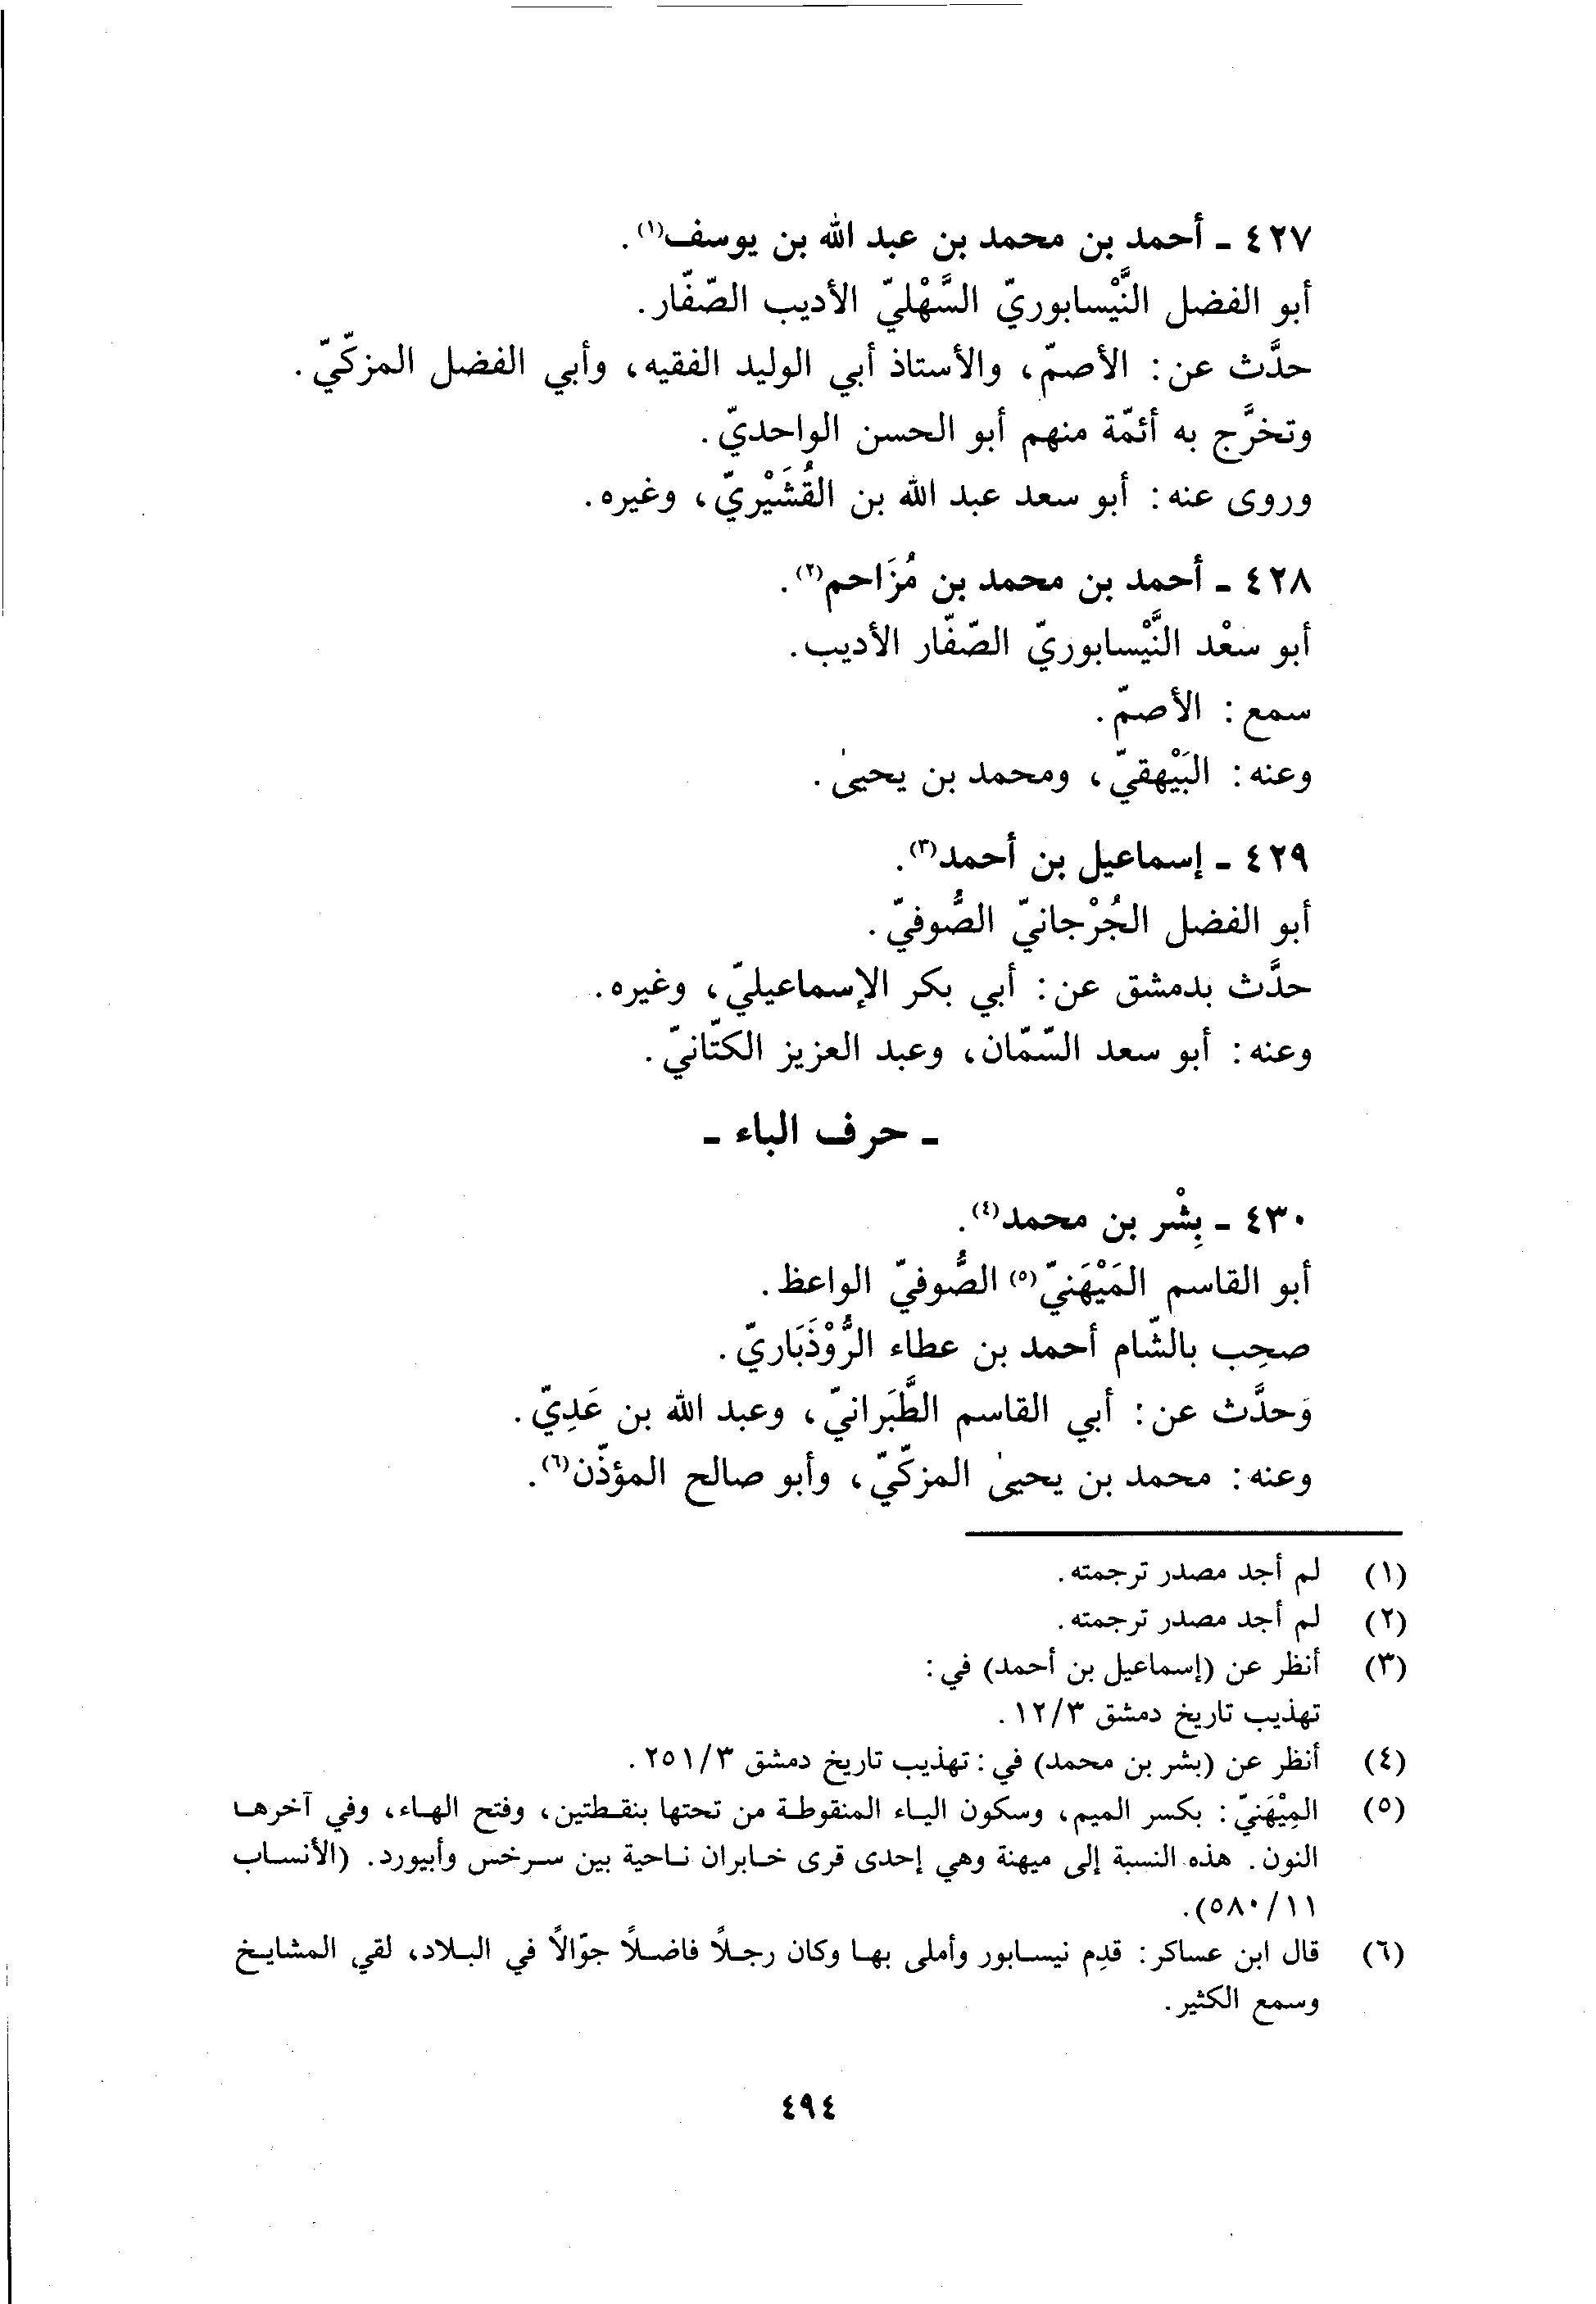 ٤٢٧ ـ أحمد بن محمد بن عبد الله بن يوسف(١).
أبو الفضل النَّيْسابوريّ السَّهْليّ الأديب الصّفّار.
حدَّث عن: الأصمّ، والأستاذ أبي الوليد الفقيه، وأبي الفضل المزكّيّ.
وتخرَّج به أئمّة منهم أبو الحسن الواحديّ.
وروى عنه: أبو سعد عبد الله بن القُشَيْريّ، وغيره.
٤٢٨ ـ أحمد بن محمد بن مُزَاحم(٢).
أبو سعْد النَّيْسابوريّ الصّفّار الأديب.
سمع: الأصمّ.
وعنه: البَيْهقيّ، ومحمد بن يحيىٰ.
٤٢٩ ـ إسماعيل بن أحمد(٣).
أبو الفضل الجُرْجانيّ الصُّوفيّ.
حدَّث بدمشق عن: أبي بكر الإسماعيليّ، وغيره.
وعنه: أبو سعد السّمّان، وعبد العزيز الكتّانيّ.
ـ حرف الباء ـ
٤٣٠ ـ بِشْر بن محمد(٤).
أبو القاسم المَيْهَنيّ(٥) الصُّوفيّ الواعظ.
صحِب بالشّام أحمد بن عطاء الرُّوْذَبَاريّ.
وَحدَّث عن: أبي القاسم الطَّبَرانيّ، وعبد الله بن عَدِيّ.
وعنه: محمد بن يحيىٰ المزكّيّ، وأبو صالح المؤذّن(٦).
(١) لم أجد مصدر ترجمته.
(٢) لم أجد مصدر ترجمته.
(٣) أنظر عن (إسماعيل بن أحمد) في:
تهذيب تاريخ دمشق ١٢/٣.
(٤) أنظر عن (بشر بن محمد) في: تهذيب تاريخ دمشق ٢٥١/٣.
(٥) المِيْهَنيّ: بكسر الميم، وسكون الياء المنقوطة من تحتها بنقطتين، وفتح الهاء، وفي آخرها
النون. هذه النسبة إلى ميهنة وهي إحدى قرى خابران ناحية بين سرخس وأبيورد. (الأنساب
٥٨٠/١١).
(٦) قال ابن عساكر: قدِم نيسابور وأملى بها وكان رجلاً فاضلاً جوّالاً في البلاد، لقي المشايخ
وسمع الكثير.
٤٩٤